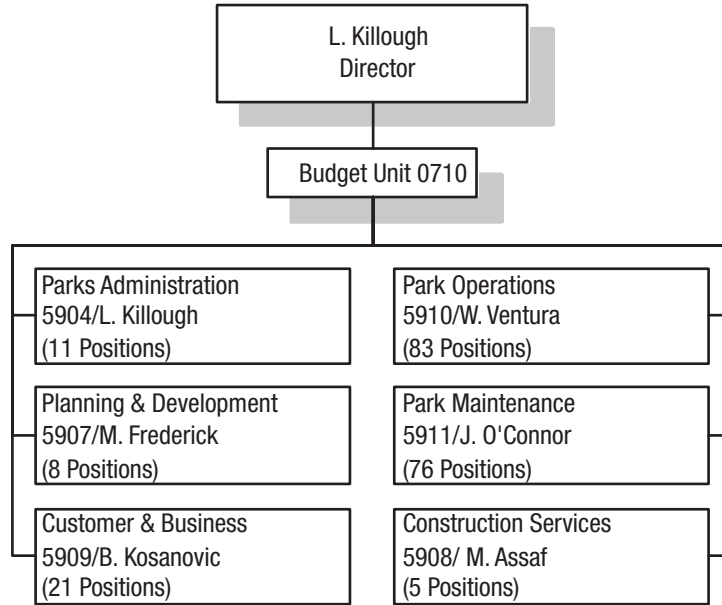 L. Killough
Director
Budget Unit 0710
Parks Administration
5904/L. Killough
(11 Positions)
Planning & Development
5907/M. Frederick
(8 Positions)
Customer & Business
5909/B. Kosanovic
(21 Positions)
Park Operations
5910/W. Ventura
(83 Positions)
Park Maintenance
5911/J. O'Connor
(76 Positions)
Construction Services
5908/ M. Assaf
(5 Positions)